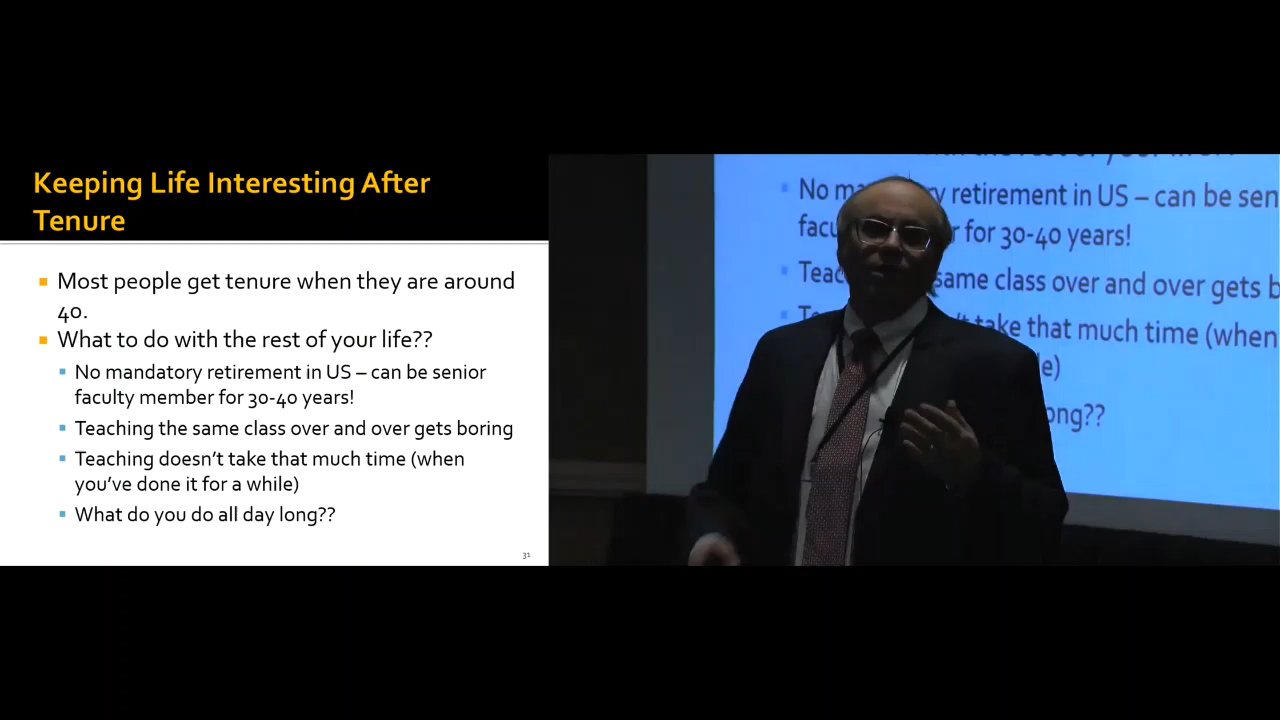 Keeping Life Interesting After
Tenure
Most people get tenure when they are around
40.
What to do with the rest of your life??
No mandatory retirement in US – can be senior
faculty member for 30-40 years!
Teaching the same class over and over gets boring
Teaching doesn't take that much time (when
you've done it for a while)
What do you do all day long??
31
No ma y retirement in US – can be sen
facu r for 30-40 years!
Teac same class over and over gets b
't take that much time (when
le)
ong??